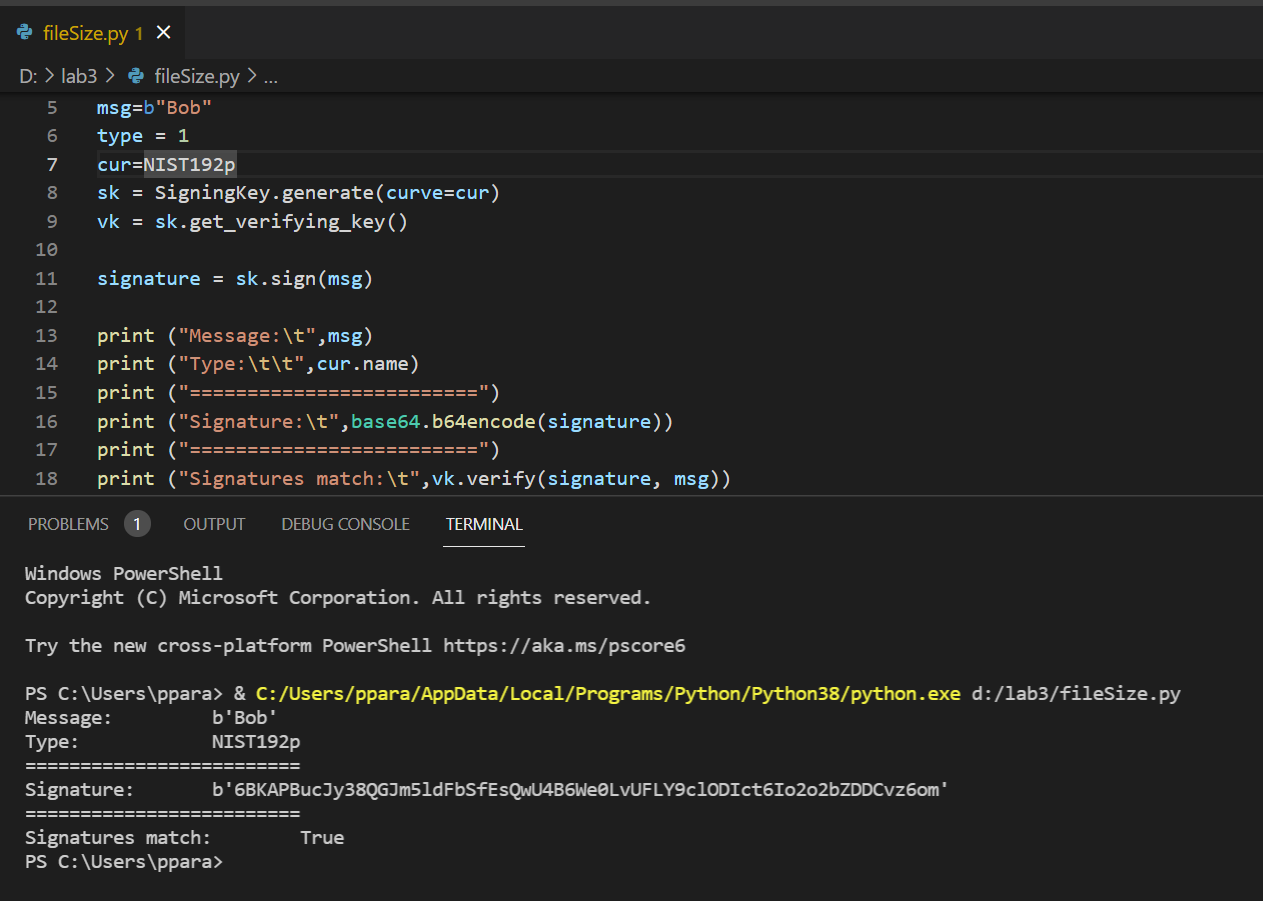 fileSize.py 1 ×
D: > lab3 > fileSize.py > ...
5 msg=b"Bob"
6 type = 1
7 cur=NIST192p
8 sk = SigningKey.generate(curve=cur)
9 vk = sk.get_verifying_key()
10
11 signature = sk.sign(msg)
12
13 print ("Message:\t",msg)
14 print ("Type:\t\t",cur.name)
15 print ("=========================")
16 print ("Signature:\t",base64.b64encode(signature))
17 print ("=========================")
18 print ("Signatures match:\t",vk.verify(signature, msg))
PROBLEMS 1 OUTPUT DEBUG CONSOLE TERMINAL
Windows PowerShell
Copyright (C) Microsoft Corporation. All rights reserved.
Try the new cross-platform PowerShell https://aka.ms/pscore6
PS C:\Users\ppara> & C:/Users/ppara/AppData/Local/Programs/Python/Python38/python.exe d:/lab3/fileSize.py
Message: b'Bob'
Type: NIST192p
=========================
Signature: b'6BKAPBucJy38QGJm5ldFbSfEsQwU4B6We0LvUFLY9clODIct6Io2o2bZDDCvz6om'
=========================
Signatures match: True
PS C:\Users\ppara>